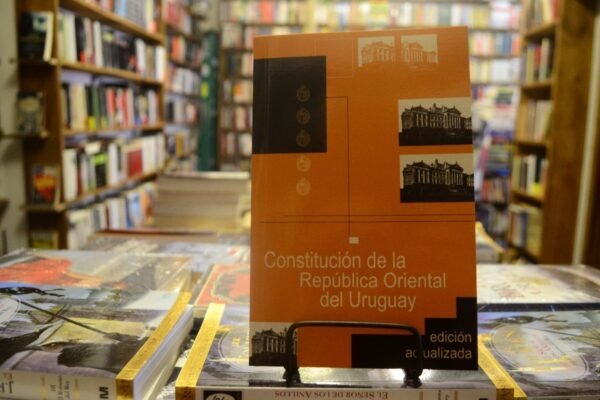 Constitución de la
República Oriental
del Uruguay
edición
actualizada
EL SEÑOR DE LOS ANILLOS